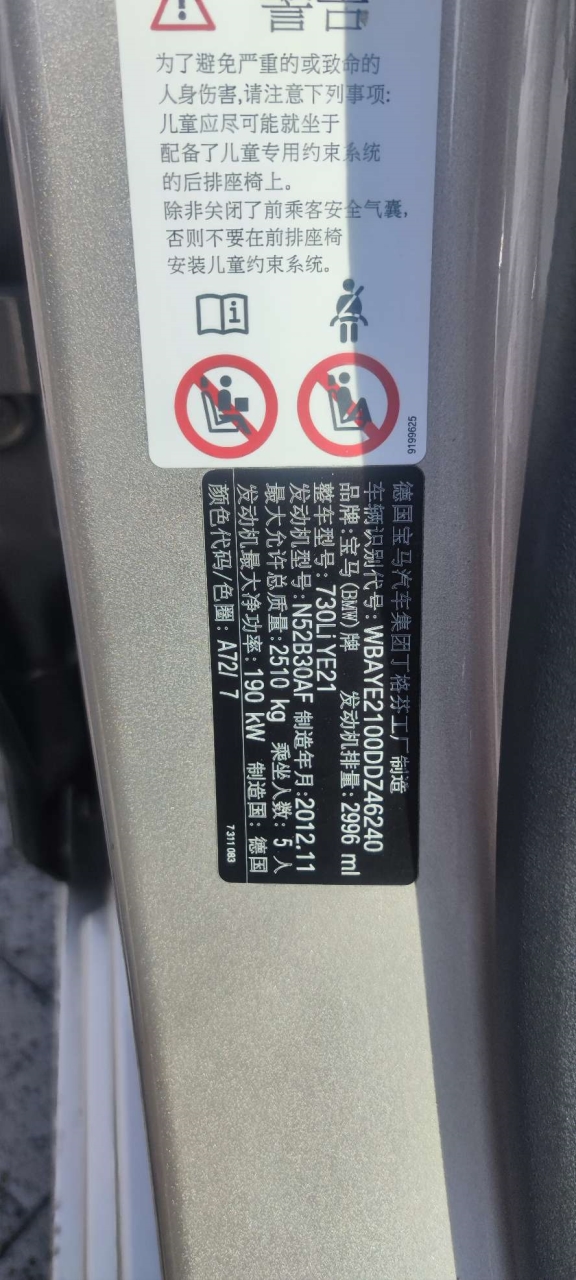 警告
为了避免严重的或致命的
人身伤害,请注意下列事项:
儿童应尽可能就坐于
配备了儿童专用约束系统
的后排座椅上。
除非关闭了前乘客安全气囊,
否则不要在前排座椅
安装儿童约束系统。
9199625
德国宝马汽车集团丁格芬工厂 制造
车辆识别代号:WBAYE2100DDZ46240
品牌:宝马(BMW)牌 发动机排量:2996 ml
整车型号:730Li YE21
发动机型号:N52B30AF 制造年月:2012.11
最大允许总质量:2510 kg 乘坐人数: 5 人
发动机最大净功率: 190 kW 制造国: 德国
颜色代码/色圈: A72/ 7
7 311 083